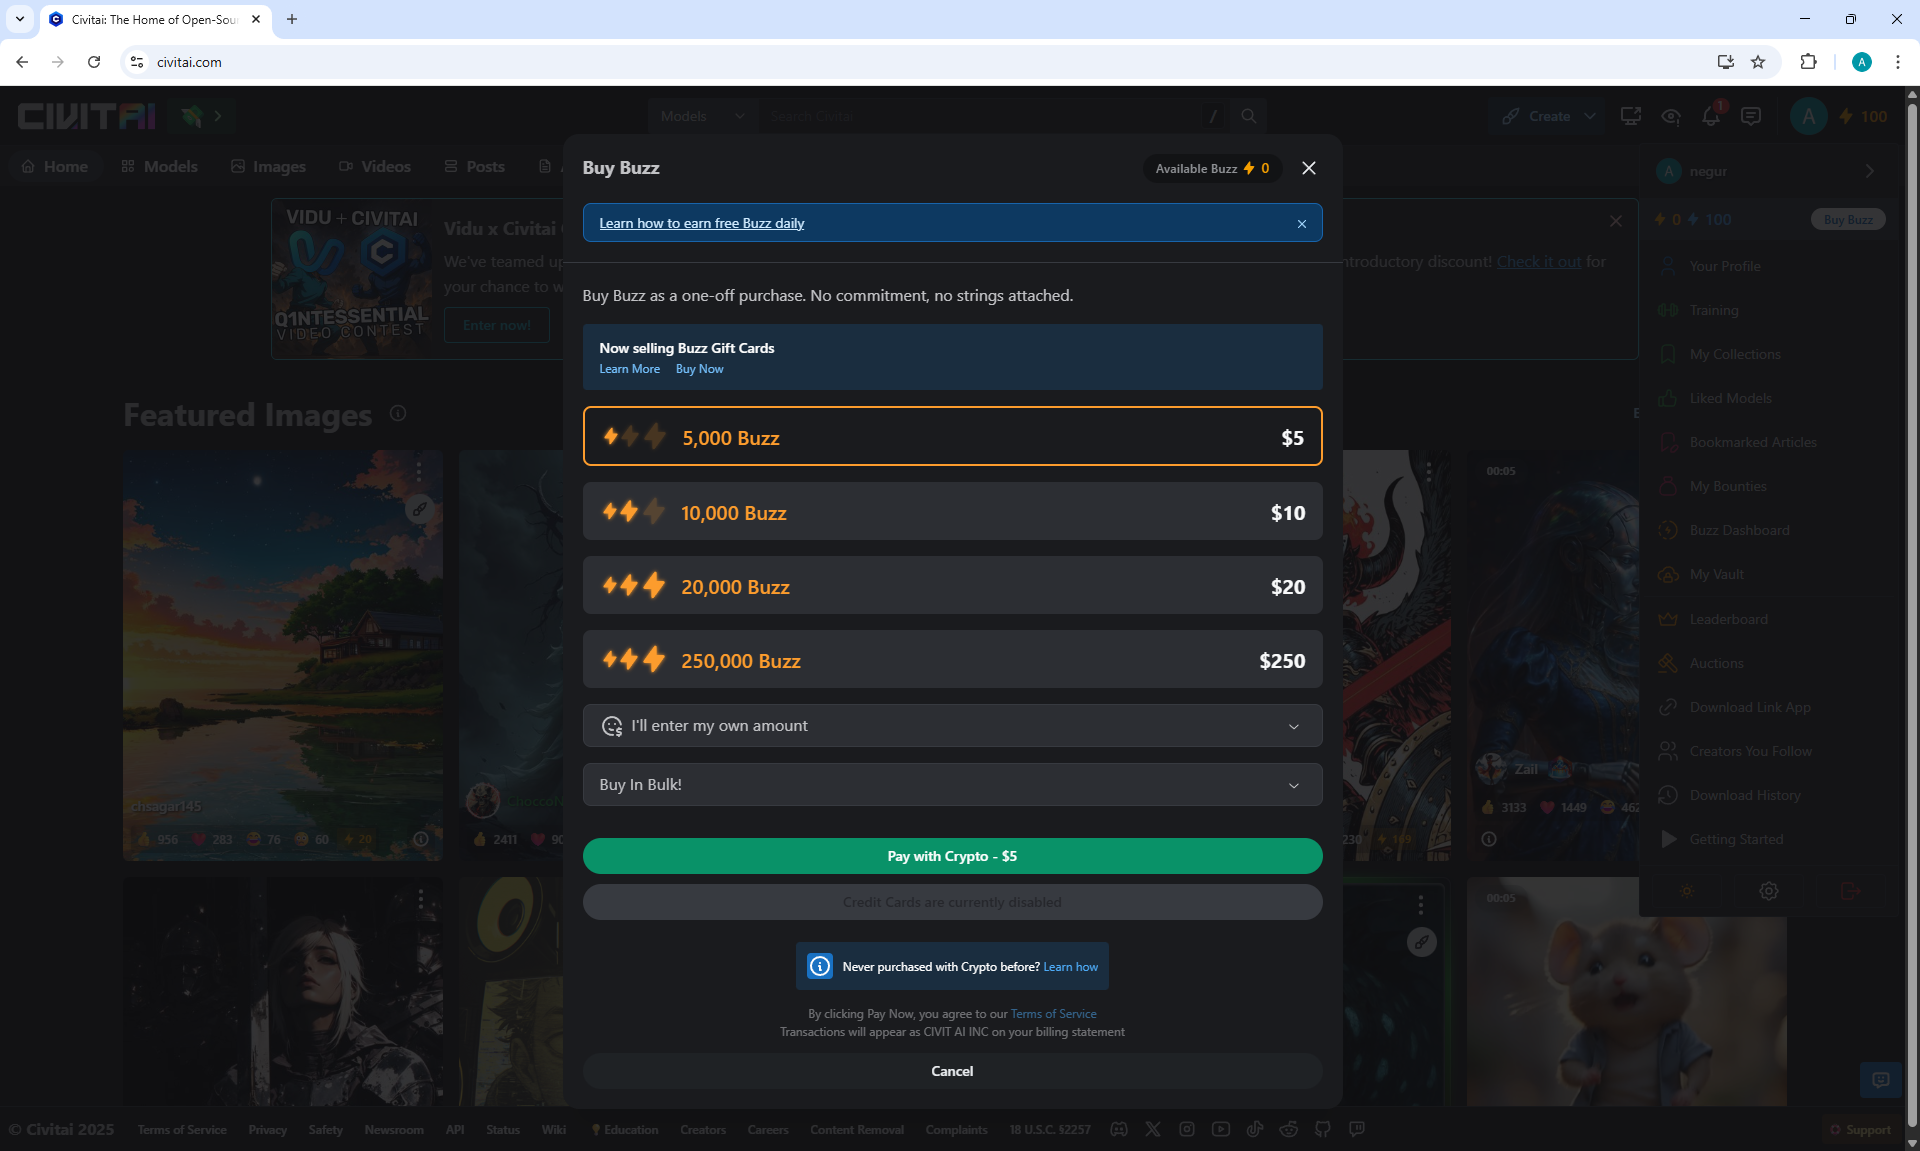 Civitai: The Home of Open-Sou
civitai.com
A
CIVITAI
Models
Search Civitai
/
Create
1
A
100
Home
Models
Images
Videos
Posts
A
Buy Buzz
Available Buzz 0
Learn how to earn free Buzz daily
Buy Buzz as a one-off purchase. No commitment, no strings attached.
Now selling Buzz Gift Cards
Learn More
Buy Now
5,000 Buzz
$5
10,000 Buzz
$10
20,000 Buzz
$20
250,000 Buzz
$250
I'll enter my own amount
Buy In Bulk!
Pay with Crypto - $5
Credit Cards are currently disabled
Never purchased with Crypto before? Learn how
By clicking Pay Now, you agree to our Terms of Service
Transactions will appear as CIVIT AI INC on your billing statement
Cancel
VIDU + CIVITAI
Q1NTESSENTIAL
VIDEO CONTEST
Vidu x Civitai
We've teamed up
your chance to w
Enter now!
ntroductory discount! Check it out for
Featured Images
chsagar145
956
283
76
60
20
ChoccoN
2411
90
230
169
00:05
Zail
3133
1449
462
00:05
A
negur
0
100
Buy Buzz
Your Profile
Training
My Collections
Liked Models
Bookmarked Articles
My Bounties
Buzz Dashboard
My Vault
Leaderboard
Auctions
Download Link App
Creators You Follow
Download History
Getting Started
© Civitai 2025
Terms of Service
Privacy
Safety
Newsroom
API
Status
Wiki
Education
Creators
Careers
Content Removal
Complaints
18 U.S.C. §2257
Support